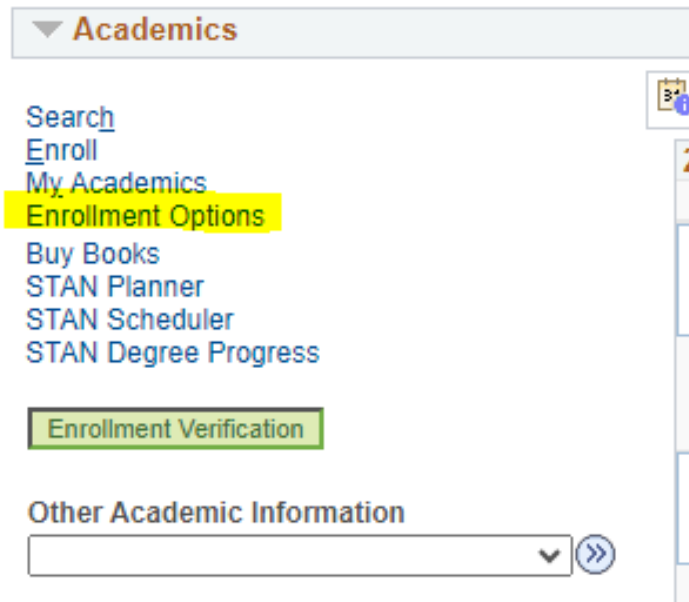 Academics
Search
Enroll
My Academics
Enrollment Options
Buy Books
STAN Planner
STAN Scheduler
STAN Degree Progress
Enrollment Verification
Other Academic Information